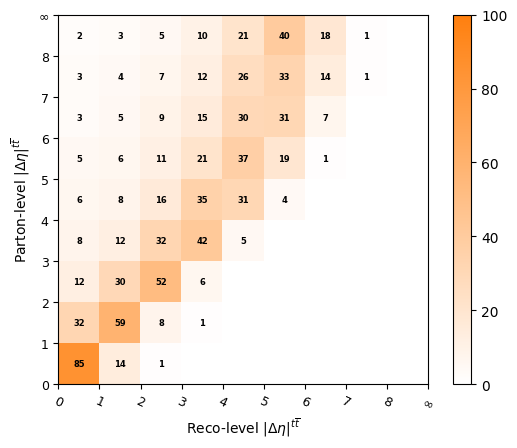 ∞
8
7
6
5
4
3
2
1
0
2 3 5 10 21 40 18 1
3 4 7 12 26 33 14 1
3 5 9 15 30 31 7
5 6 11 21 37 19 1
6 8 16 35 31 4
8 12 32 42 5
12 30 52 6
32 59 8 1
85 14 1
0 1 2 3 4 5 6 7 8 ∞
Reco-level |Δη|^{tt̅}
Parton-level |Δη|^{tt̅}
100
80
60
40
20
0